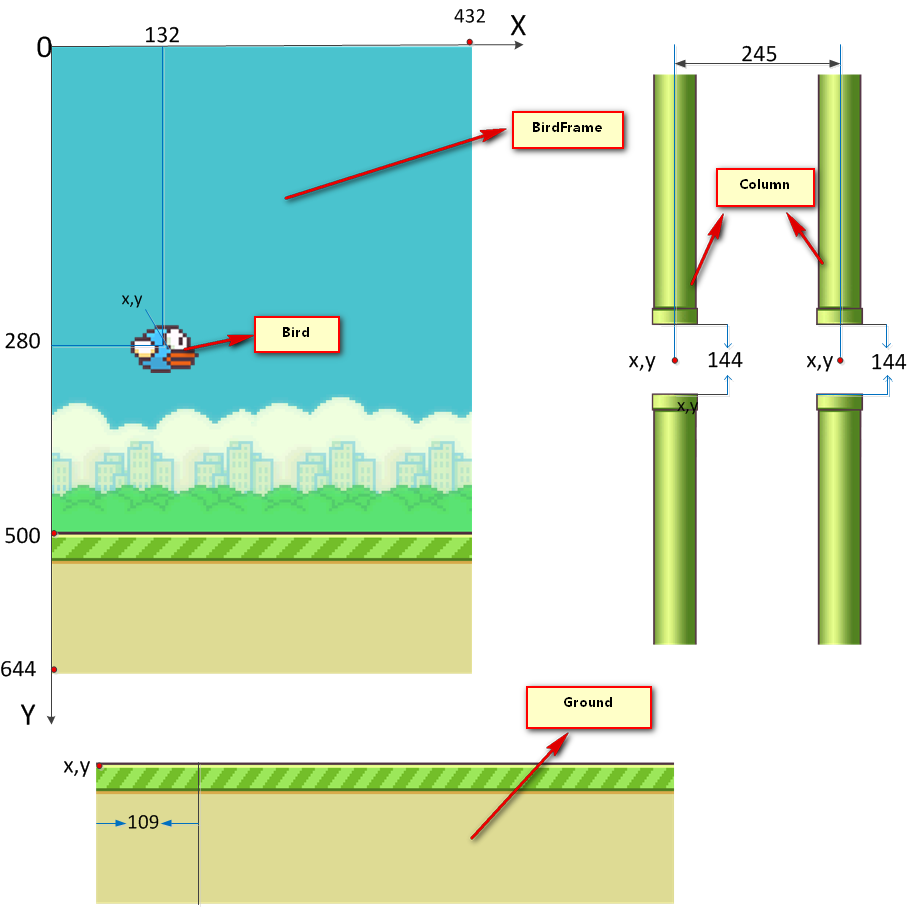 432
X
132
0
245
BirdFrame
Column
x,y
Bird
280
x,y
144
x,y
144
x,y
500
644
Y
Ground
x,y
109